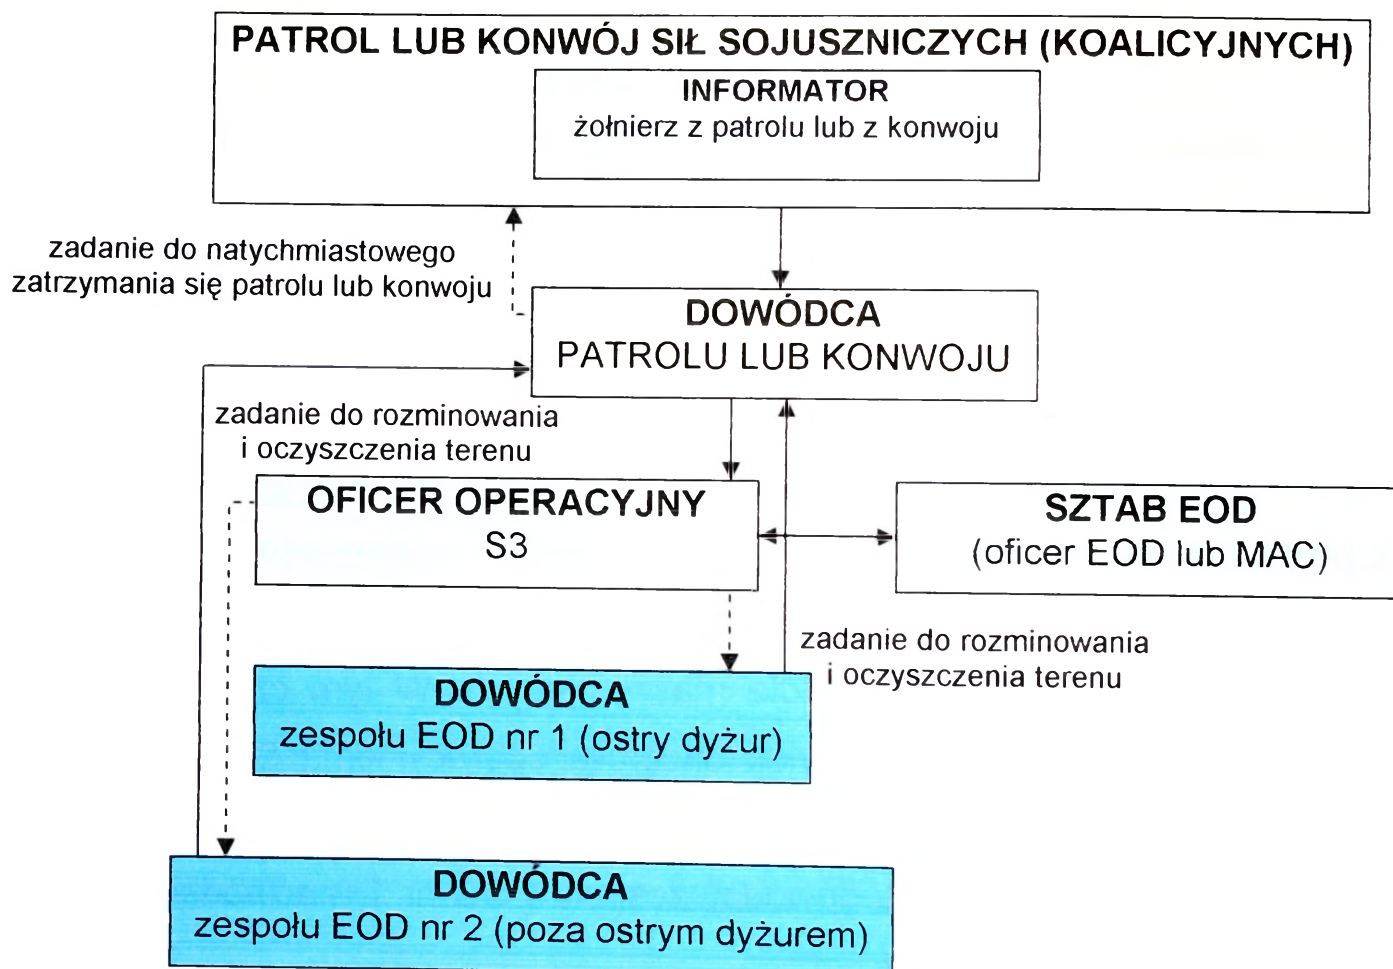 PATROL LUB KONWÓJ SIŁ SOJUSZNICZYCH (KOALICYJNYCH)
INFORMATOR
żołnierz z patrolu lub z konwoju
zadanie do natychmiastowego
zatrzymania się patrolu lub konwoju
DOWÓDCA
PATROLU LUB KONWOJU
zadanie do rozminowania
i oczyszczenia terenu
OFICER OPERACYJNY
S3
SZTAB EOD
(oficer EOD lub MAC)
zadanie do rozminowania
i oczyszczenia terenu
DOWÓDCA
zespołu EOD nr 1 (ostry dyżur)
DOWÓDCA
zespołu EOD nr 2 (poza ostrym dyżurem)